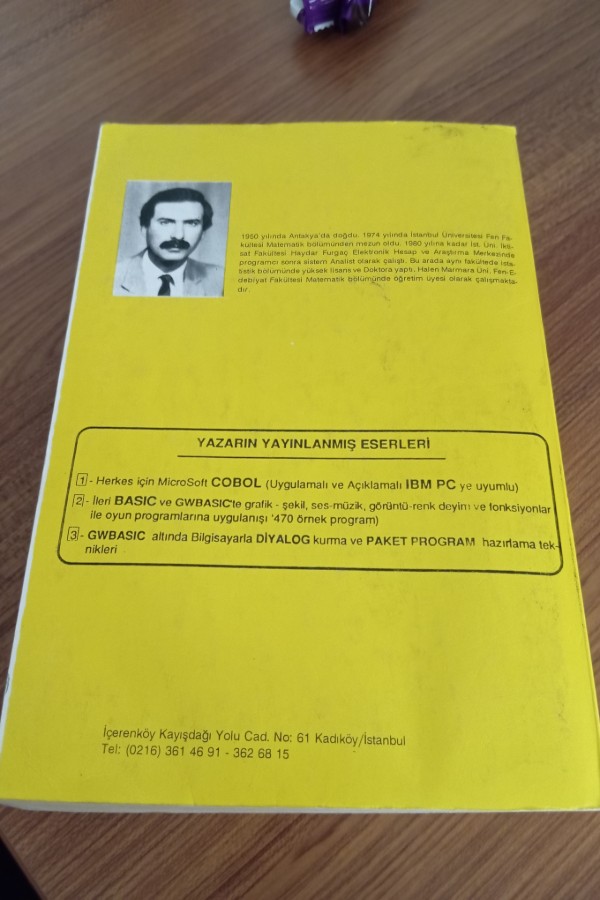 1950 yılında Antakya'da doğdu. 1974 yılında İstanbul Üniversitesi Fen Fa-
kültesi Matematik bölümünden mezun oldu. 1980 yılına kadar İst. Üni. İkti-
sat Fakültesi Haydar Furgaç Elektronik Hesap ve Araştırma Merkazinde
programcı sonra sistem Analist olarak çalıştı. Bu arada aynı fakültede ista-
tistik bölümünde yüksek lisans ve Doktora yaptı. Halen Marmara Üni. Fen-E-
debiyat Fakültesi Matematik bölümünde öğretim üyesi olarak çalışmakta-
dır.
YAZARIN YAYINLANMIŞ ESERLERİ
1 - Herkes için MicroSoft COBOL (Uygulamalı ve Açıklamalı IBM PC ye uyumlu)
2 - İleri BASIC ve GWBASIC'te grafik - şekil, ses-müzik, görüntü-renk deyim ve fonksiyonlar
ile oyun programlarına uygulanışı '470 örnek program)
3 - GWBASIC altında Bilgisayarla DİYALOG kurma ve PAKET PROGRAM hazırlama tek-
nikleri
İçerenköy Kayışdağı Yolu Cad. No: 61 Kadıköy/İstanbul
Tel: (0216) 361 46 91 - 362 68 15